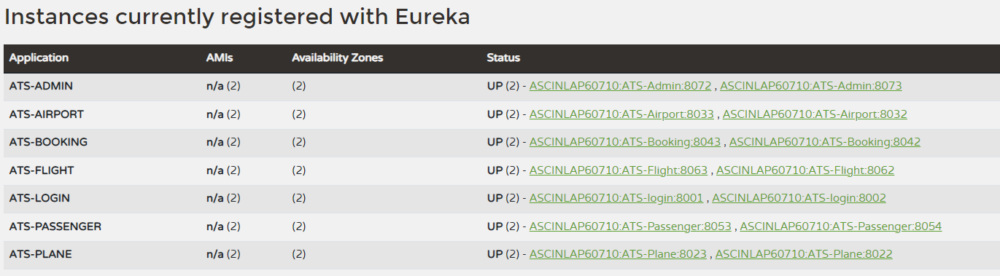 Instances currently registered with Eureka
Application AMIs Availability Zones Status
ATS-ADMIN n/a (2) (2) UP (2) - ASCINLAP60710:ATS-Admin:8072 , ASCINLAP60710:ATS-Admin:8073
ATS-AIRPORT n/a (2) (2) UP (2) - ASCINLAP60710:ATS-Airport:8033 , ASCINLAP60710:ATS-Airport:8032
ATS-BOOKING n/a (2) (2) UP (2) - ASCINLAP60710:ATS-Booking:8043 , ASCINLAP60710:ATS-Booking:8042
ATS-FLIGHT n/a (2) (2) UP (2) - ASCINLAP60710:ATS-Flight:8063 , ASCINLAP60710:ATS-Flight:8062
ATS-LOGIN n/a (2) (2) UP (2) - ASCINLAP60710:ATS-login:8001 , ASCINLAP60710:ATS-login:8002
ATS-PASSENGER n/a (2) (2) UP (2) - ASCINLAP60710:ATS-Passenger:8053 , ASCINLAP60710:ATS-Passenger:8054
ATS-PLANE n/a (2) (2) UP (2) - ASCINLAP60710:ATS-Plane:8023 , ASCINLAP60710:ATS-Plane:8022